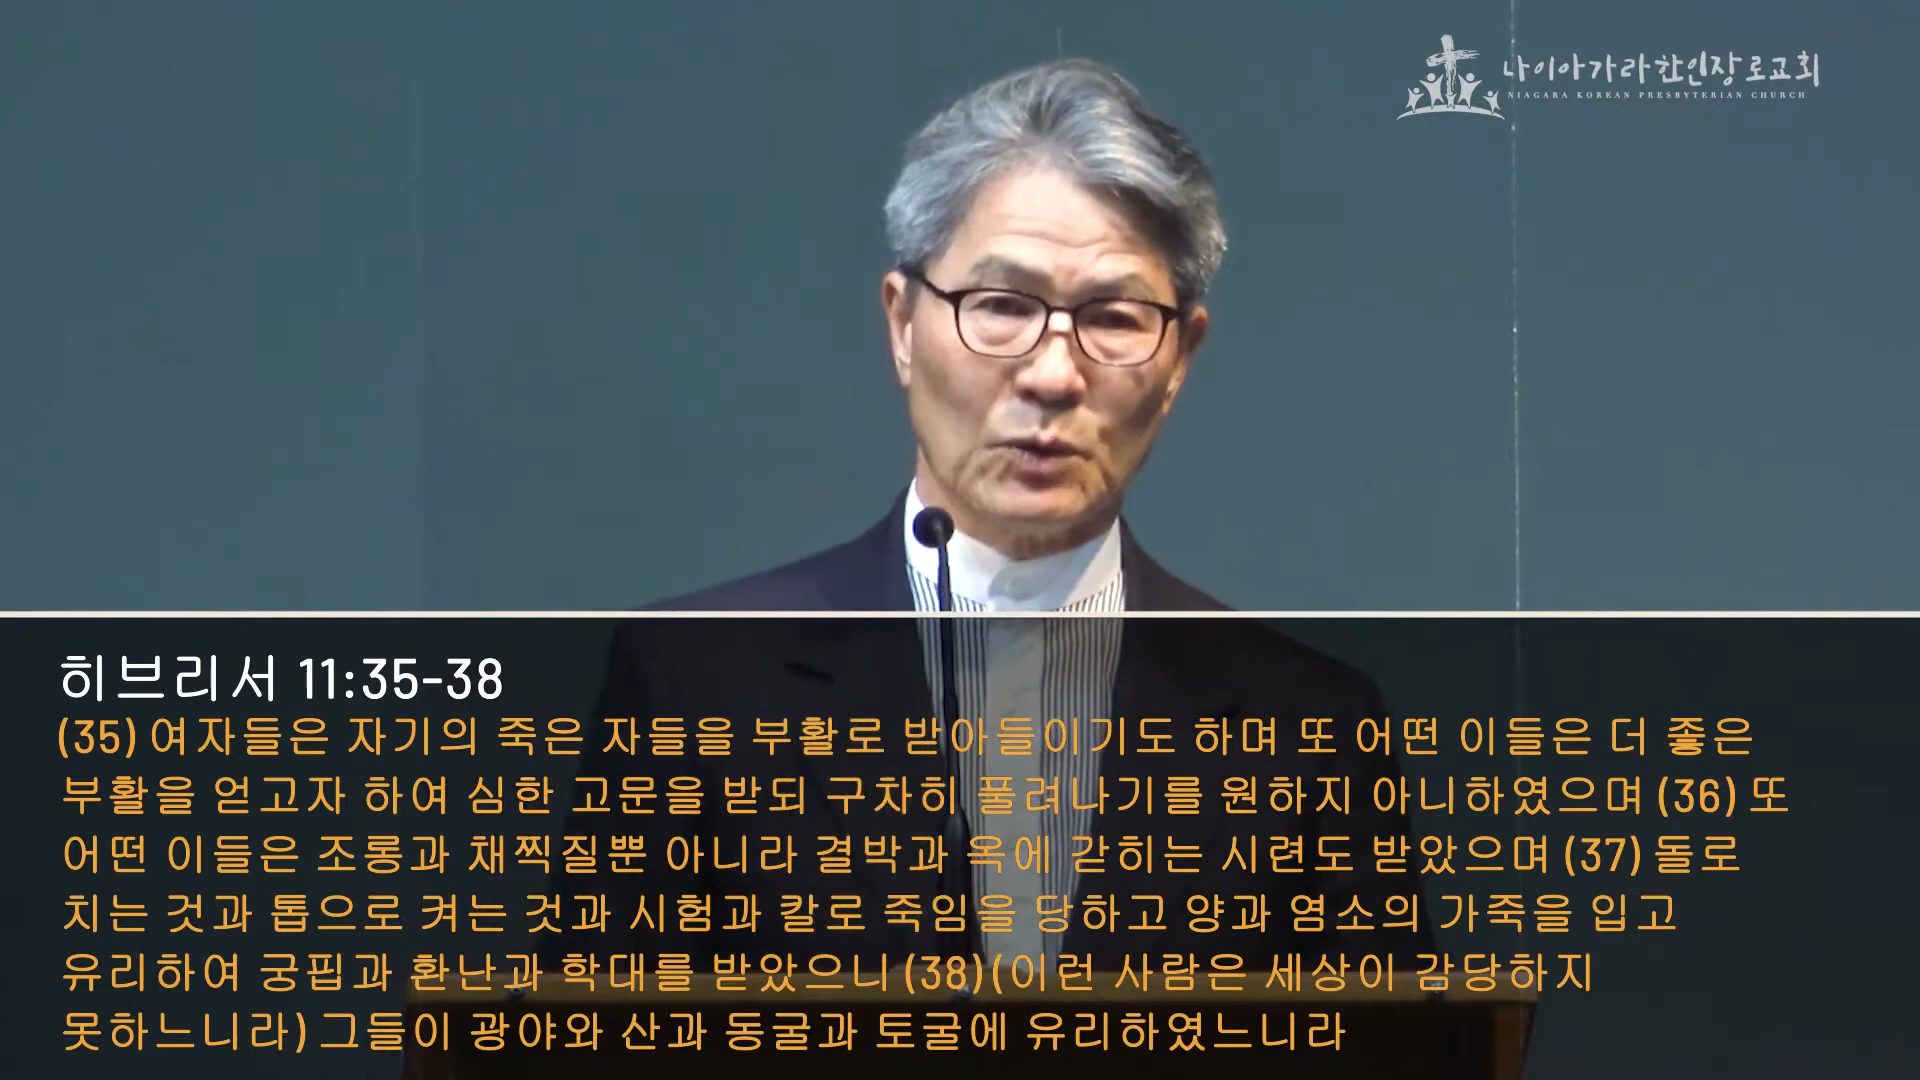 나이아가라한인장로교회
NIAGARA KOREAN PRESBYTERIAN CHURCH
히브리서 11:35-38
(35) 여자들은 자기의 죽은 자들을 부활로 받아들이기도 하며 또 어떤 이들은 더 좋은
부활을 얻고자 하여 심한 고문을 받되 구차히 풀려나기를 원하지 아니하였으며 (36) 또
어떤 이들은 조롱과 채찍질뿐 아니라 결박과 옥에 갇히는 시련도 받았으며 (37) 돌로
치는 것과 톱으로 켜는 것과 시험과 칼로 죽임을 당하고 양과 염소의 가죽을 입고
유리하여 궁핍과 환난과 학대를 받았으니 (38) (이런 사람은 세상이 감당하지
못하느니라) 그들이 광야와 산과 동굴과 토굴에 유리하였느니라